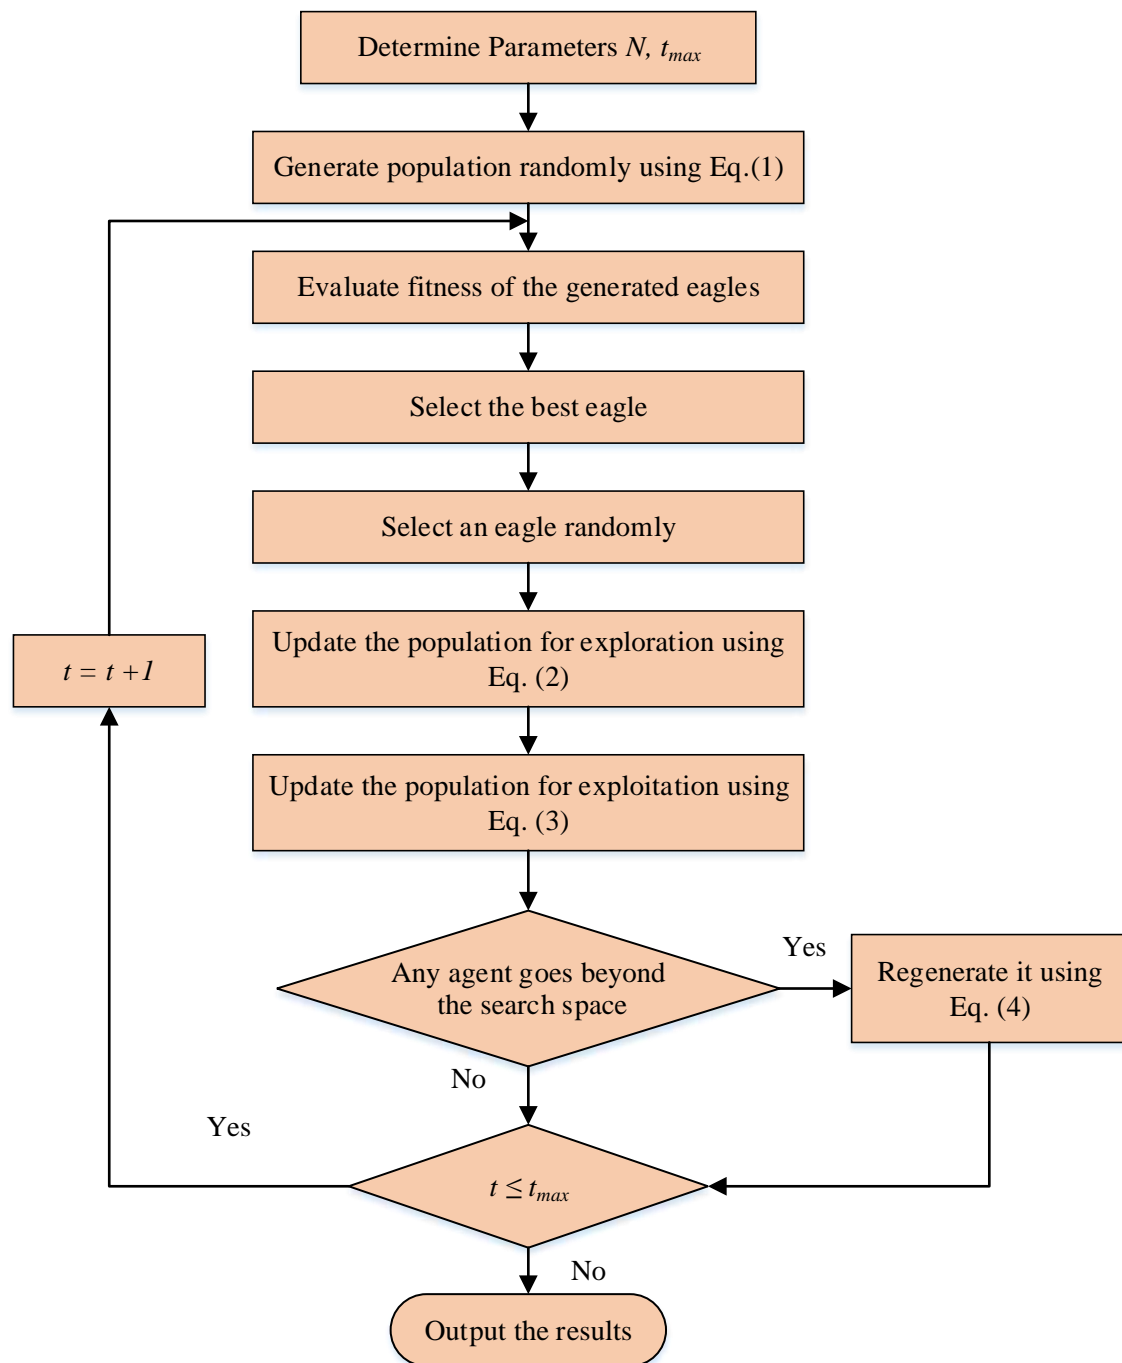 Determine Parameters N, tmax
Generate population randomly using Eq.(1)
Evaluate fitness of the generated eagles
Select the best eagle
Select an eagle randomly
Update the population for exploration using
Eq. (2)
t = t +1
Update the population for exploitation using
Eq. (3)
Any agent goes beyond
the search space
Yes
Regenerate it using
Eq. (4)
No
Yes
t ≤ tmax
No
Output the results